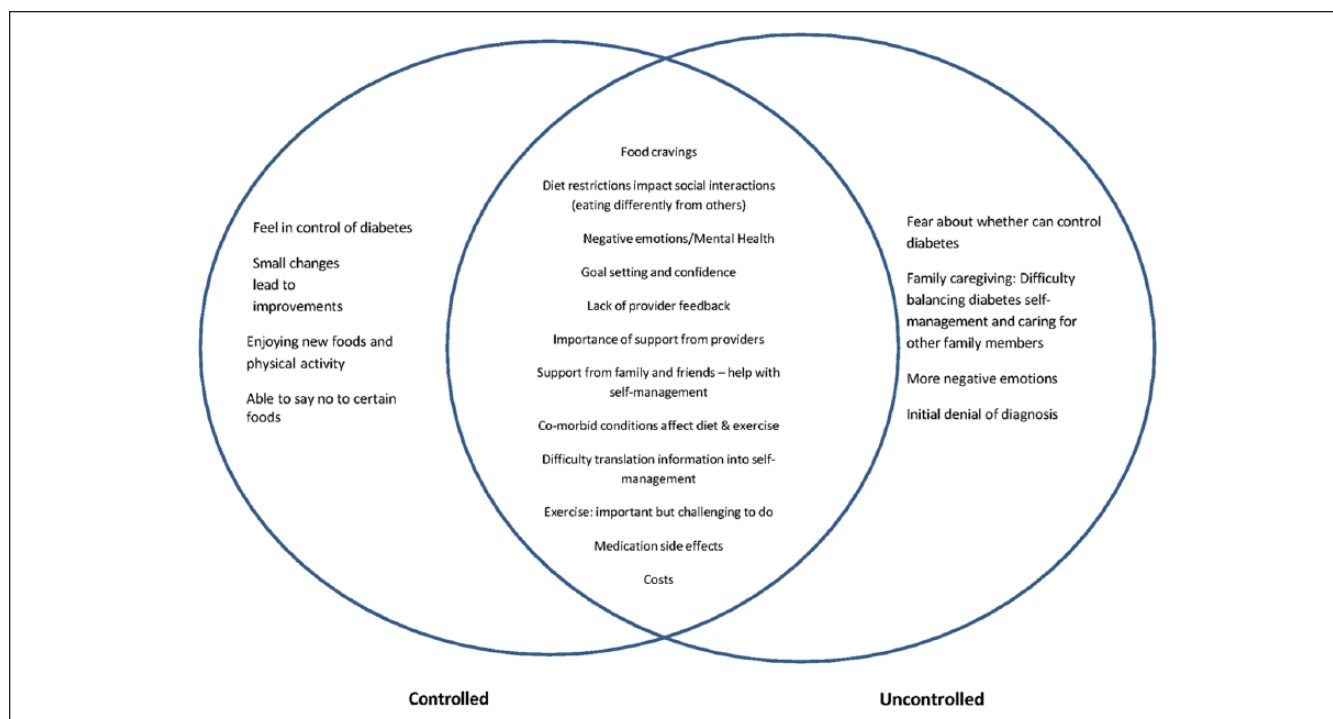 Feel in control of diabetes
Small changes
lead to
improvements
Enjoying new foods and
physical activity
Able to say no to certain
foods
Food cravings
Diet restrictions impact social interactions
(eating differently from others)
Negative emotions/Mental Health
Goal setting and confidence
Lack of provider feedback
Importance of support from providers
Support from family and friends – help with
self-management
Co-morbid conditions affect diet & exercise
Difficulty translation information into self-
management
Exercise: important but challenging to do
Medication side effects
Costs
Fear about whether can control
diabetes
Family caregiving: Difficulty
balancing diabetes self-
management and caring for
other family members
More negative emotions
Initial denial of diagnosis
Controlled
Uncontrolled